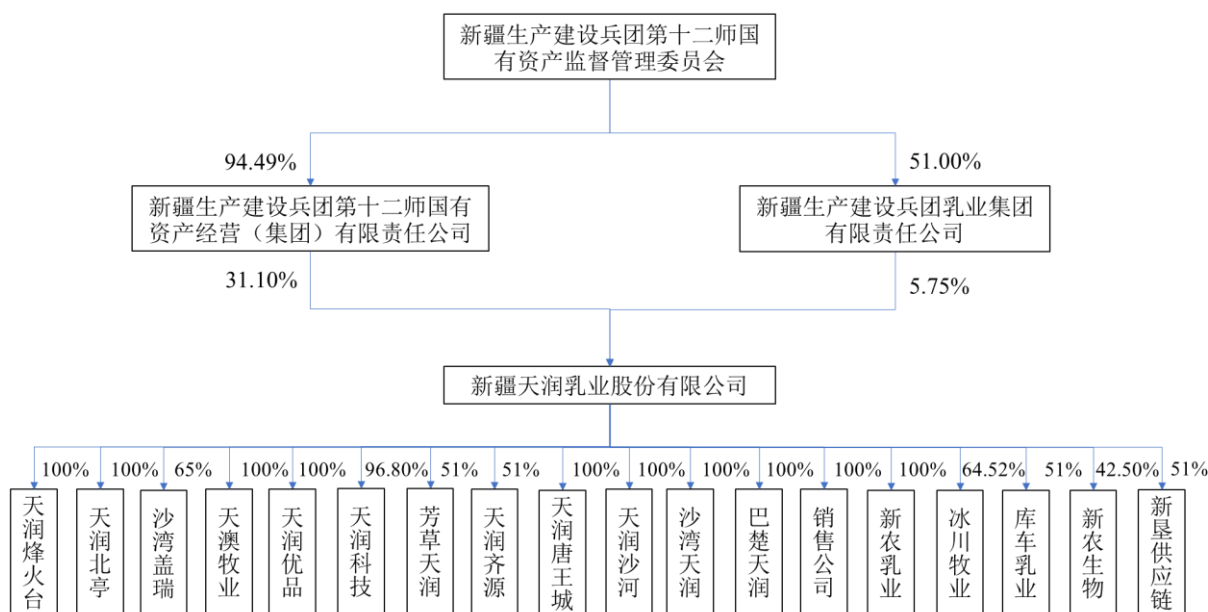 新疆生产建设兵团第十二师国
有资产监督管理委员会
94.49%
51.00%
新疆生产建设兵团第十二师国有
资产经营（集团）有限责任公司
新疆生产建设兵团乳业集团
有限责任公司
31.10%
5.75%
新疆天润乳业股份有限公司
100%
100%
65%
100%
100%
96.80%
51%
51%
100%
100%
100%
100%
100%
100%
64.52%
51%
42.50%
51%
天润烽火台
天润北亭
沙湾盖瑞
天澳牧业
天润优品
天润科技
芳草天润
天润齐源
天润唐王城
天润沙河
沙湾天润
巴楚天润
销售公司
新农乳业
冰川牧业
库车乳业
新农生物
新垦供应链